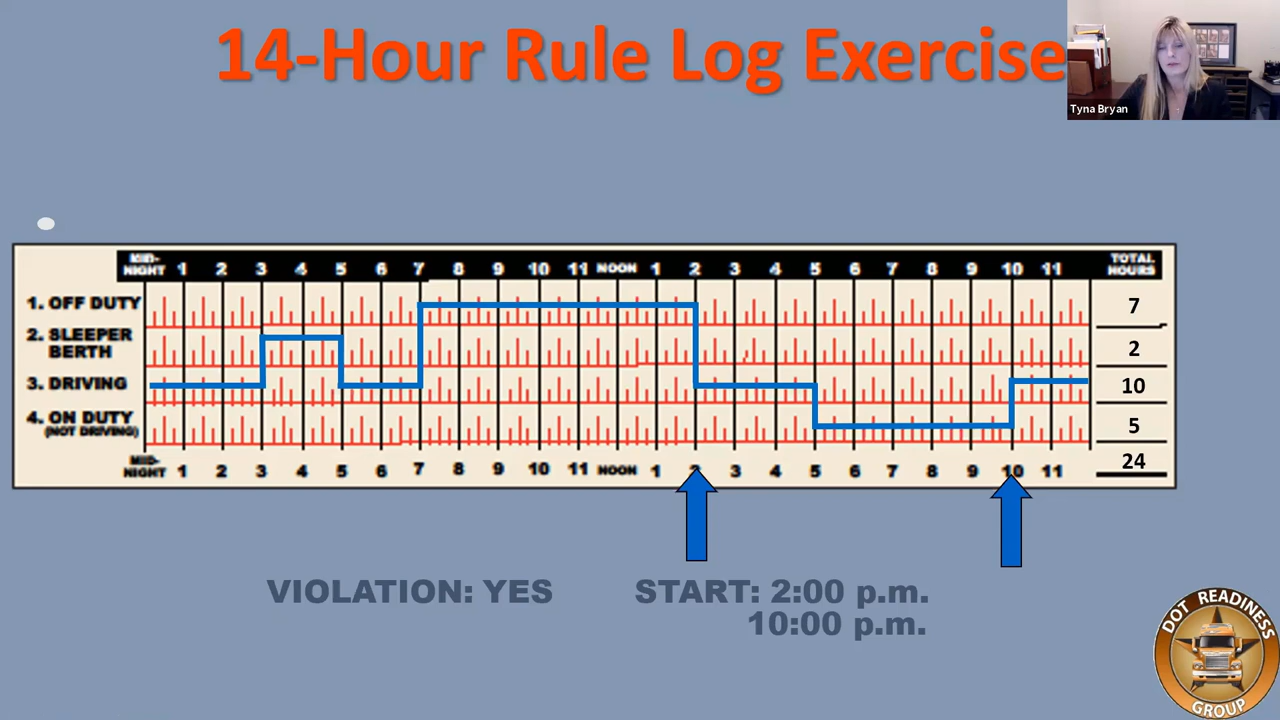 14-Hour Rule Log Exercise
Tyna Bryan
MID-
NIGHT 1 2 3 4 5 6 7 8 9 10 11 NOON 1 2 3 4 5 6 7 8 9 10 11 TOTAL
HOURS
1. OFF DUTY 7
2. SLEEPER
BERTH 2
3. DRIVING 10
4. ON DUTY
(NOT DRIVING) 5
MID-
NIGHT 1 2 3 4 5 6 7 8 9 10 11 NOON 1 2 3 4 5 6 7 8 9 10 11 24
VIOLATION: YES START: 2:00 p.m.
10:00 p.m.
DOT READINESS
GROUP